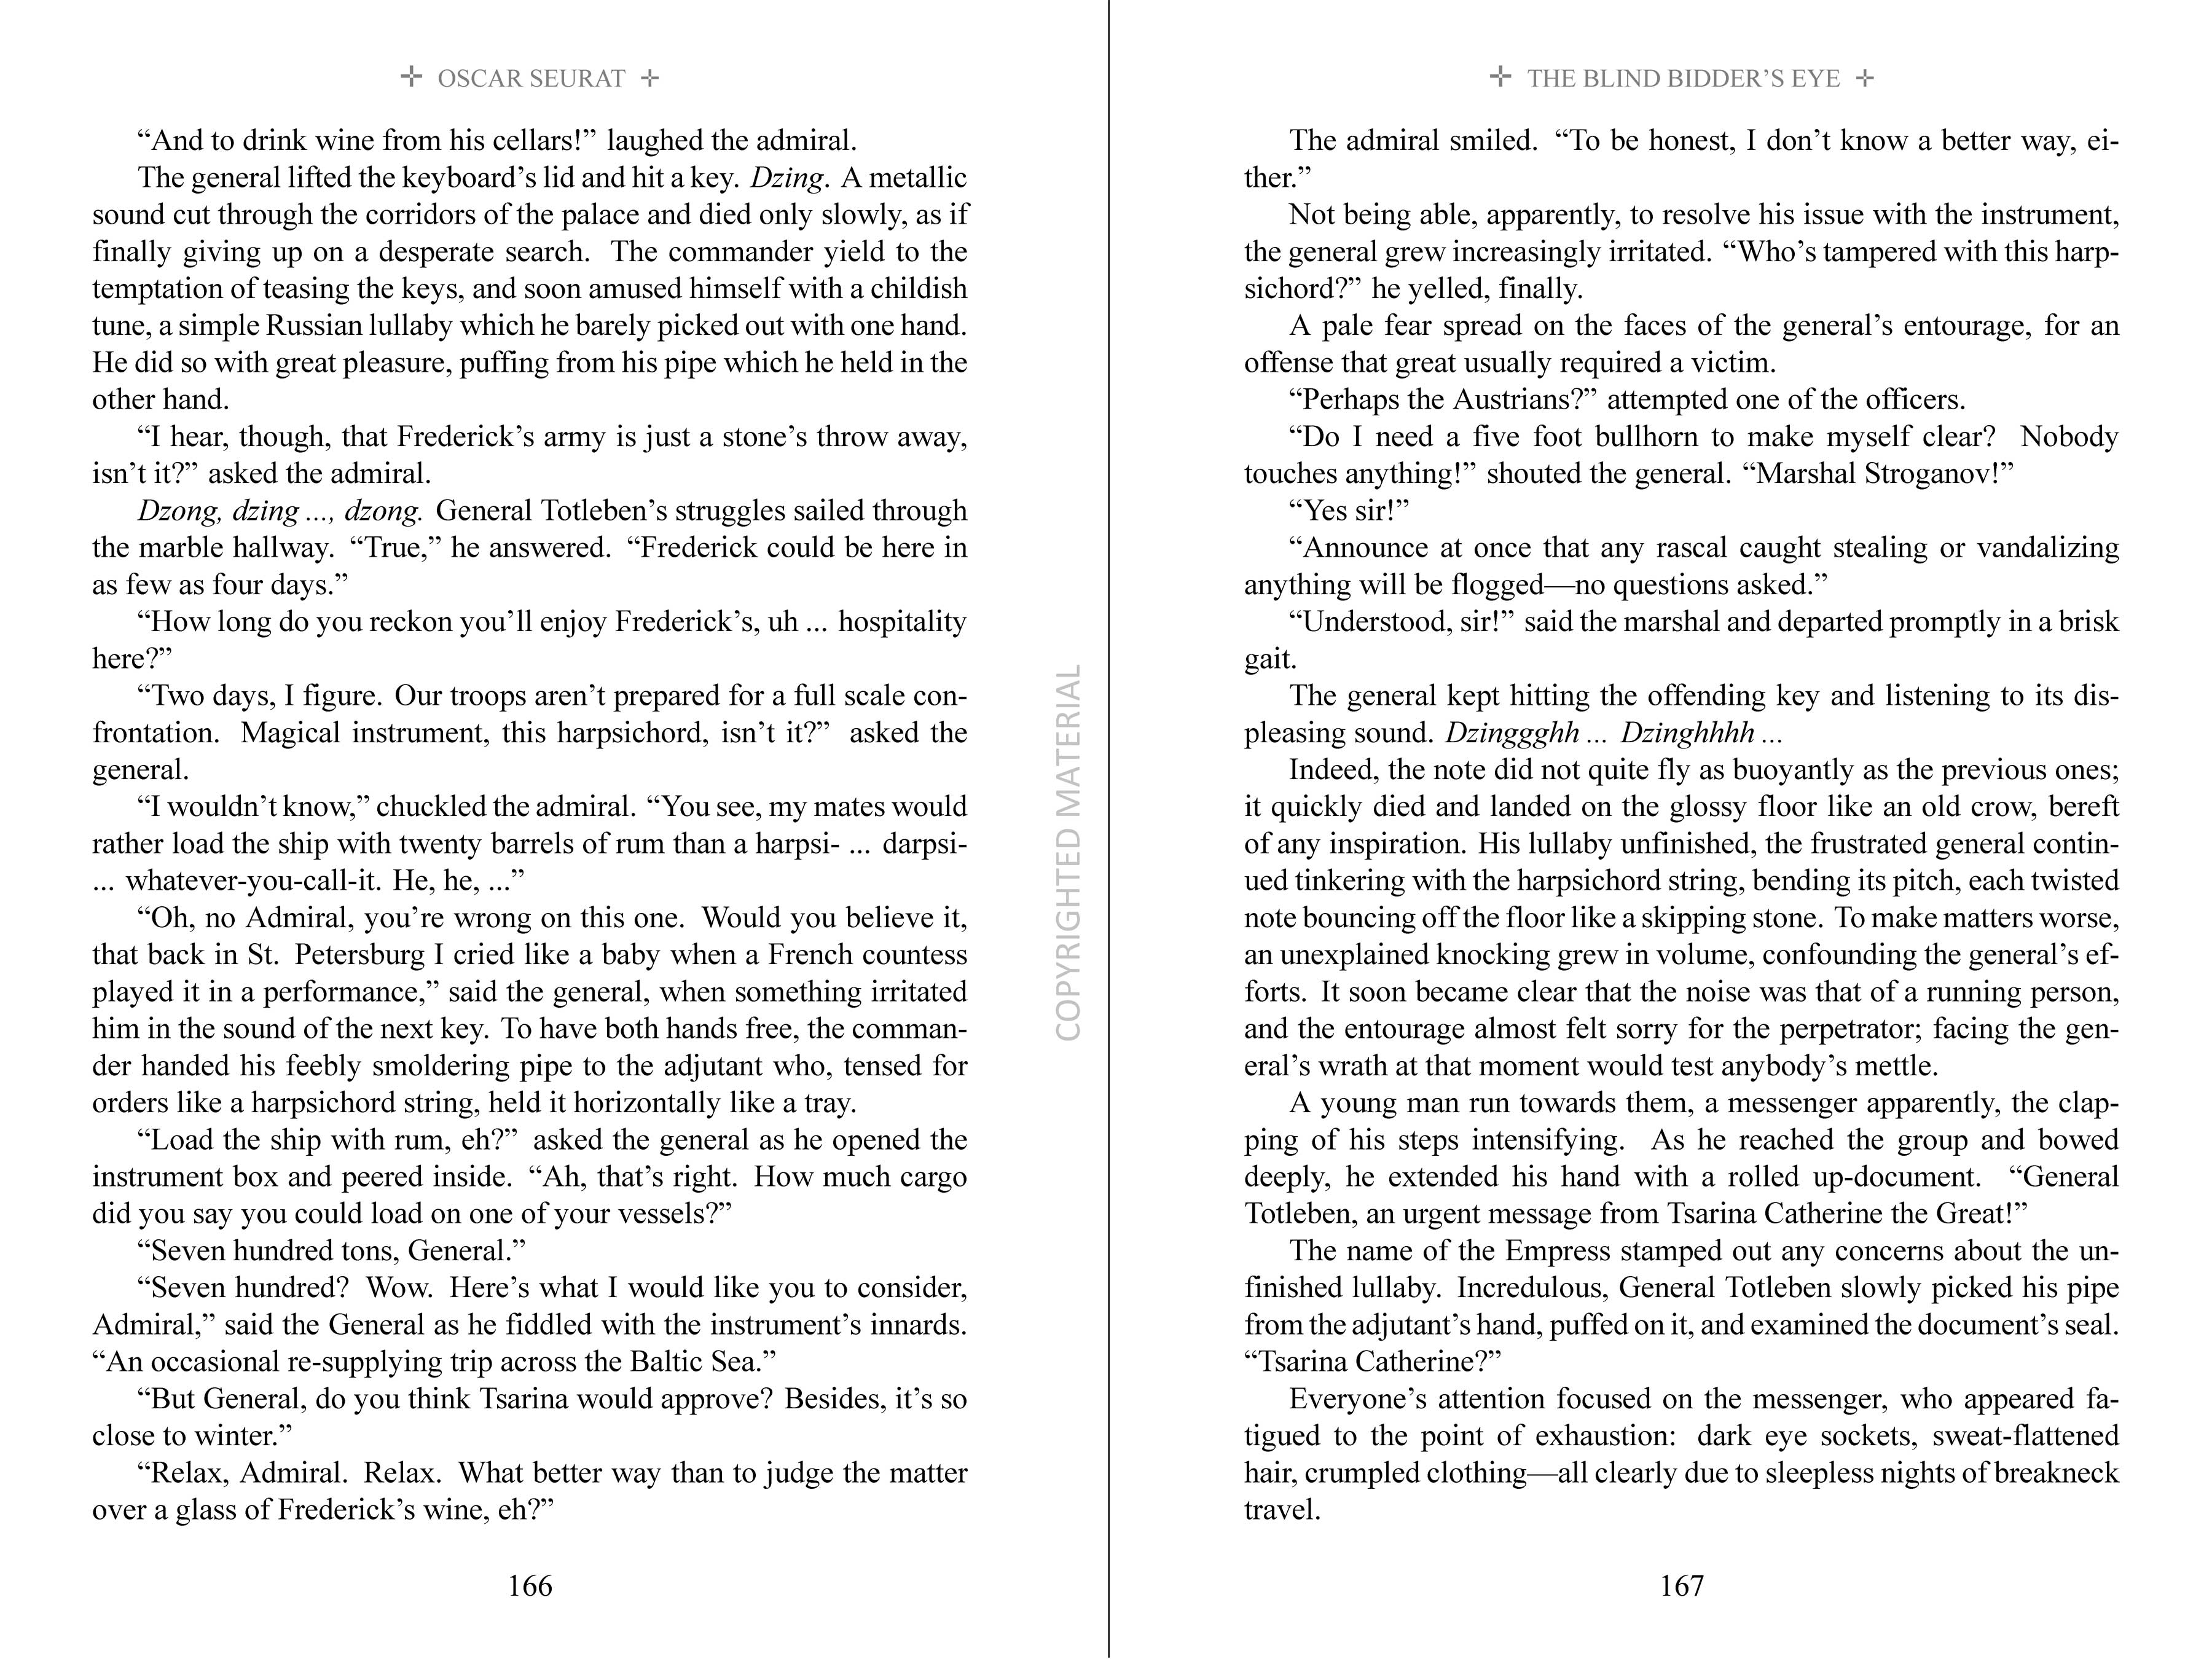 ✢ OSCAR SEURAT ✢
“And to drink wine from his cellars!” laughed the admiral.
The general lifted the keyboard’s lid and hit a key. Dzing. A metallic
sound cut through the corridors of the palace and died only slowly, as if
finally giving up on a desperate search. The commander yield to the
temptation of teasing the keys, and soon amused himself with a childish
tune, a simple Russian lullaby which he barely picked out with one hand.
He did so with great pleasure, puffing from his pipe which he held in the
other hand.
“I hear, though, that Frederick’s army is just a stone’s throw away,
isn’t it?” asked the admiral.
Dzong, dzing ..., dzong. General Totleben’s struggles sailed through
the marble hallway. “True,” he answered. “Frederick could be here in
as few as four days.”
“How long do you reckon you’ll enjoy Frederick’s, uh ... hospitality
here?”
“Two days, I figure. Our troops aren’t prepared for a full scale con-
frontation. Magical instrument, this harpsichord, isn’t it?” asked the
general.
“I wouldn’t know,” chuckled the admiral. “You see, my mates would
rather load the ship with twenty barrels of rum than a harpsi- ... darpsi-
... whatever-you-call-it. He, he, ...”
“Oh, no Admiral, you’re wrong on this one. Would you believe it,
that back in St. Petersburg I cried like a baby when a French countess
played it in a performance,” said the general, when something irritated
him in the sound of the next key. To have both hands free, the comman-
der handed his feebly smoldering pipe to the adjutant who, tensed for
orders like a harpsichord string, held it horizontally like a tray.
“Load the ship with rum, eh?” asked the general as he opened the
instrument box and peered inside. “Ah, that’s right. How much cargo
did you say you could load on one of your vessels?”
“Seven hundred tons, General.”
“Seven hundred? Wow. Here’s what I would like you to consider,
Admiral,” said the General as he fiddled with the instrument’s innards.
“An occasional re-supplying trip across the Baltic Sea.”
“But General, do you think Tsarina would approve? Besides, it’s so
close to winter.”
“Relax, Admiral. Relax. What better way than to judge the matter
over a glass of Frederick’s wine, eh?”
166
COPYRIGHTED MATERIAL
✢ THE BLIND BIDDER’S EYE ✢
The admiral smiled. “To be honest, I don’t know a better way, ei-
ther.”
Not being able, apparently, to resolve his issue with the instrument,
the general grew increasingly irritated. “Who’s tampered with this harp-
sichord?” he yelled, finally.
A pale fear spread on the faces of the general’s entourage, for an
offense that great usually required a victim.
“Perhaps the Austrians?” attempted one of the officers.
“Do I need a five foot bullhorn to make myself clear? Nobody
touches anything!” shouted the general. “Marshal Stroganov!”
“Yes sir!”
“Announce at once that any rascal caught stealing or vandalizing
anything will be flogged—no questions asked.”
“Understood, sir!” said the marshal and departed promptly in a brisk
gait.
The general kept hitting the offending key and listening to its dis-
pleasing sound. Dzinggghh ... Dzinghhhh ...
Indeed, the note did not quite fly as buoyantly as the previous ones;
it quickly died and landed on the glossy floor like an old crow, bereft
of any inspiration. His lullaby unfinished, the frustrated general contin-
ued tinkering with the harpsichord string, bending its pitch, each twisted
note bouncing off the floor like a skipping stone. To make matters worse,
an unexplained knocking grew in volume, confounding the general’s ef-
forts. It soon became clear that the noise was that of a running person,
and the entourage almost felt sorry for the perpetrator; facing the gen-
eral’s wrath at that moment would test anybody’s mettle.
A young man run towards them, a messenger apparently, the clap-
ping of his steps intensifying. As he reached the group and bowed
deeply, he extended his hand with a rolled up-document. “General
Totleben, an urgent message from Tsarina Catherine the Great!”
The name of the Empress stamped out any concerns about the un-
finished lullaby. Incredulous, General Totleben slowly picked his pipe
from the adjutant’s hand, puffed on it, and examined the document’s seal.
“Tsarina Catherine?”
Everyone’s attention focused on the messenger, who appeared fa-
tigued to the point of exhaustion: dark eye sockets, sweat-flattened
hair, crumpled clothing—all clearly due to sleepless nights of breakneck
travel.
167